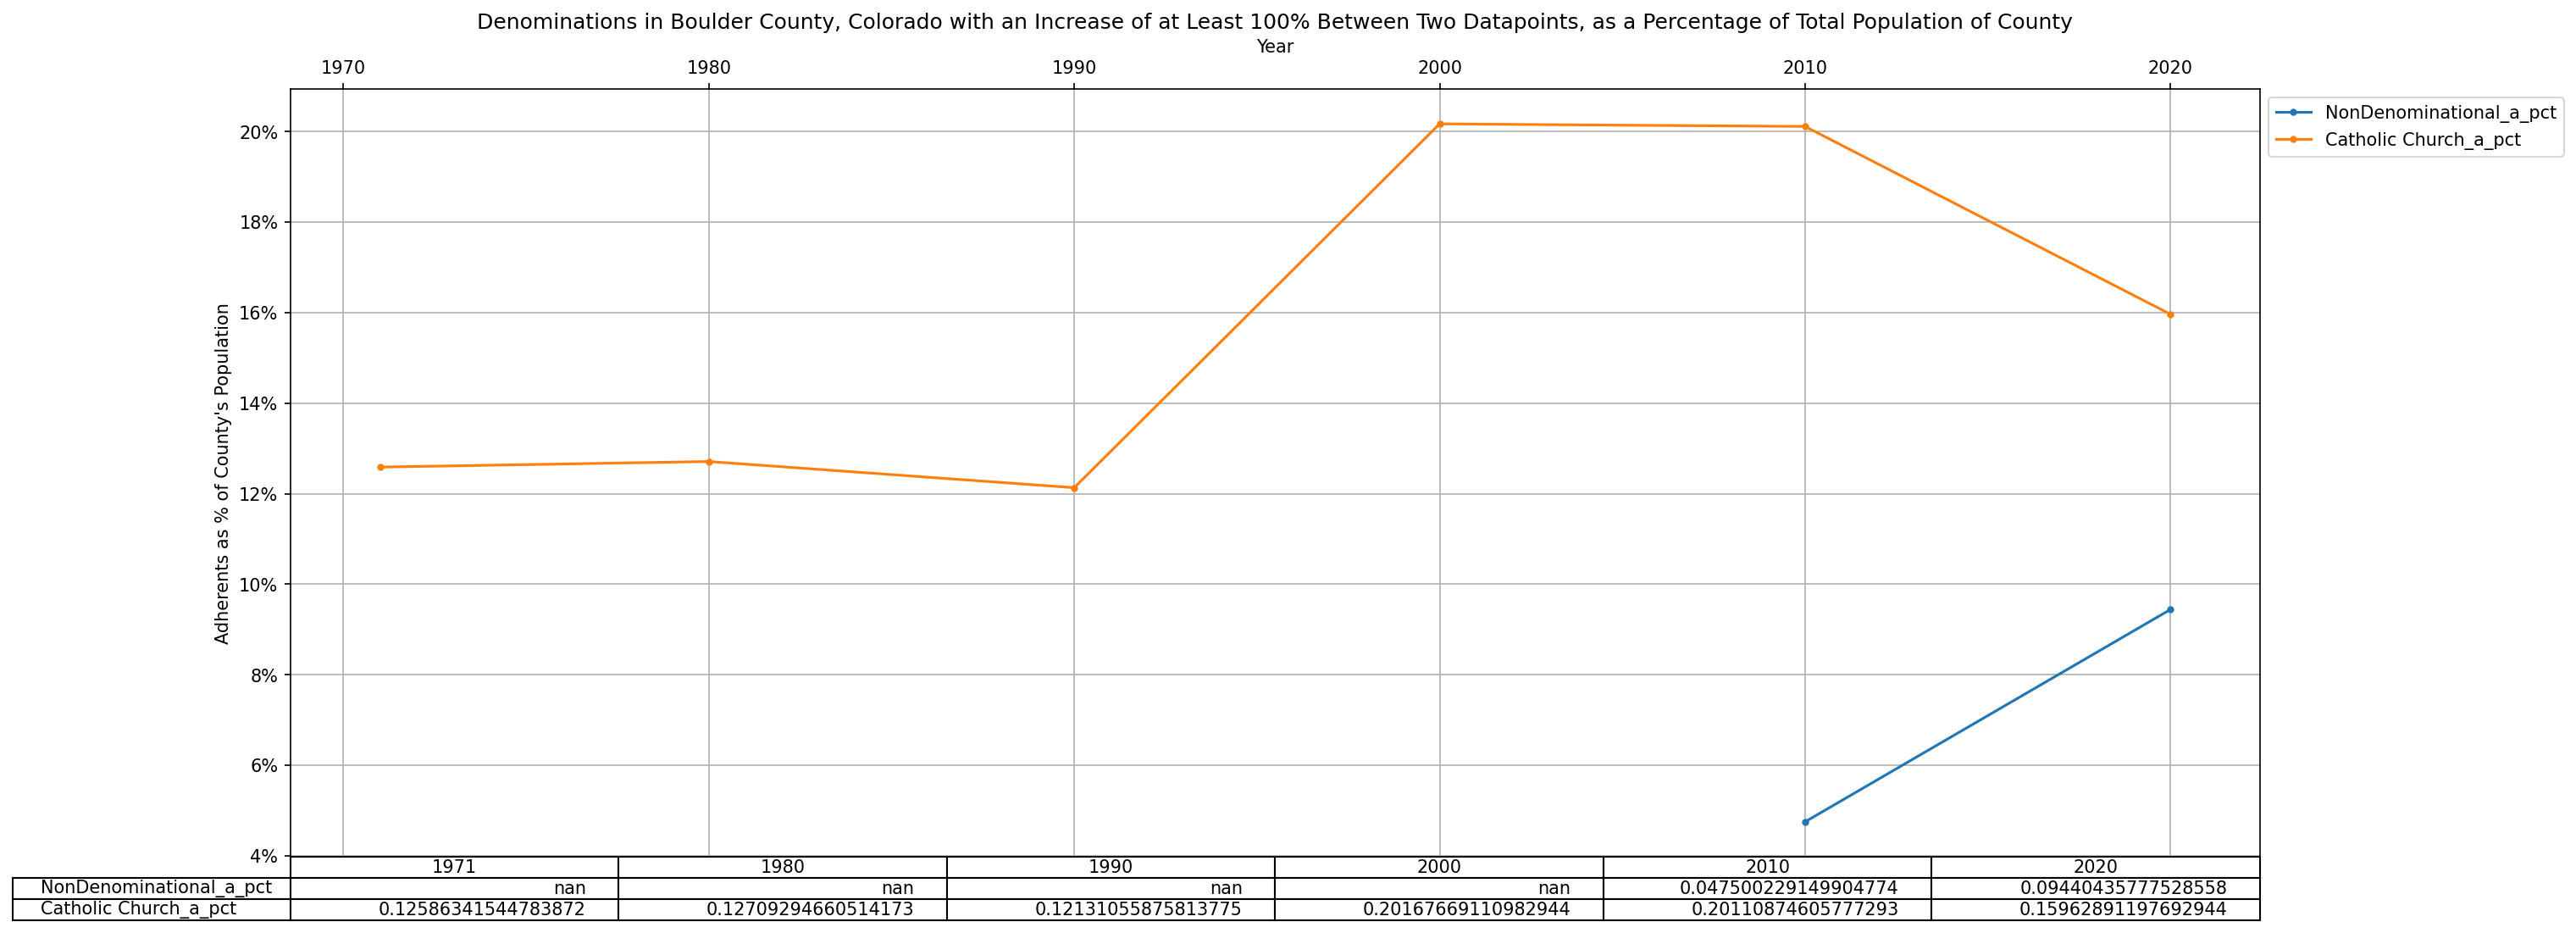 Denominations in Boulder County, Colorado with an Increase of at Least 100% Between Two Datapoints, as a Percentage of Total Population of County
Year
1970 1980 1990 2000 2010 2020
NonDenominational_a_pct
Catholic Church_a_pct
Adherents as % of County's Population
20%
18%
16%
14%
12%
10%
8%
6%
4%
1971 1980 1990 2000 2010 2020
NonDenominational_a_pct nan nan nan nan 0.047500229149904774 0.09440435777528558
Catholic Church_a_pct 0.12586341544783872 0.12709294660514173 0.12131055875813775 0.20167669110982944 0.20110874605777293 0.15962891197692944